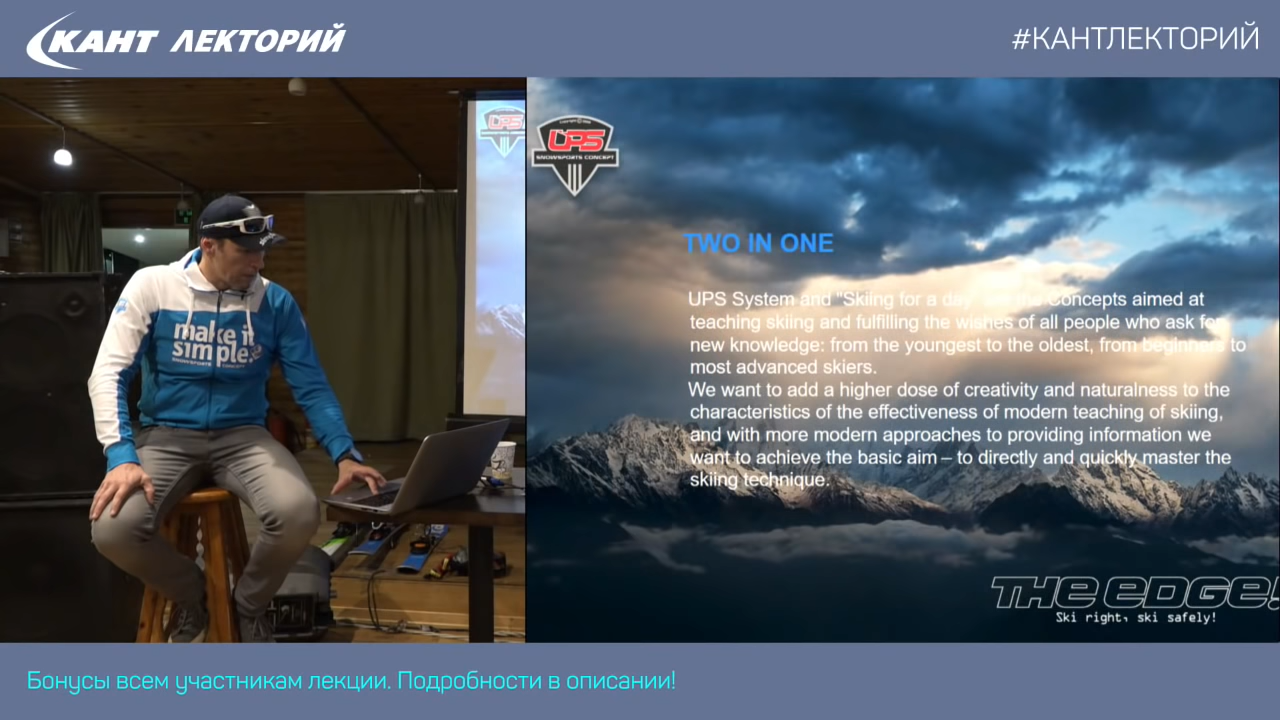 КАНТ ЛЕКТОРИЙ
#КАНТЛЕКТОРИЙ
UPS
SNOWSPORTS CONCEPT
make it
simple
SNOWSPORTS CONCEPT
TWO IN ONE
UPS System and "Skiing for a day" are the Concepts aimed at
teaching skiing and fulfilling the wishes of all people who ask for
new knowledge: from the youngest to the oldest, from beginners to
most advanced skiers.
We want to add a higher dose of creativity and naturalness to the
characteristics of the effectiveness of modern teaching of skiing,
and with more modern approaches to providing information we
want to achieve the basic aim – to directly and quickly master the
skiing technique.
THE EDGE!
Ski right, ski safely!
Бонусы всем участникам лекции. Подробности в описании!